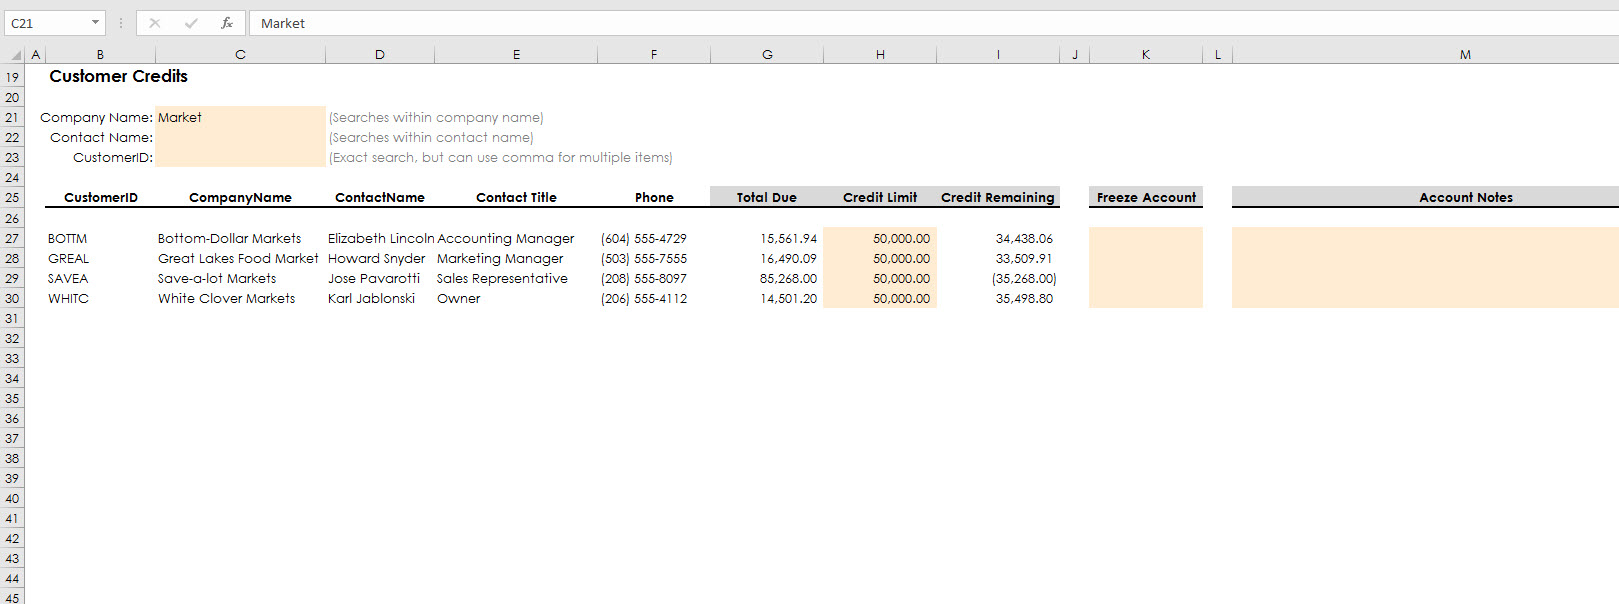 C21 fx Market
A B C D E F G H I J K L M
19 Customer Credits
20
21 Company Name: Market (Searches within company name)
22 Contact Name: (Searches within contact name)
23 CustomerID: (Exact search, but can use comma for multiple items)
24
25 CustomerID CompanyName ContactName Contact Title Phone Total Due Credit Limit Credit Remaining Freeze Account Account Notes
26
27 BOTTM Bottom-Dollar Markets Elizabeth Lincoln Accounting Manager (604) 555-4729 15,561.94 50,000.00 34,438.06
28 GREAL Great Lakes Food Market Howard Snyder Marketing Manager (503) 555-7555 16,490.09 50,000.00 33,509.91
29 SAVEA Save-a-lot Markets Jose Pavarotti Sales Representative (208) 555-8097 85,268.00 50,000.00 (35,268.00)
30 WHITC White Clover Markets Karl Jablonski Owner (206) 555-4112 14,501.20 50,000.00 35,498.80
31
32
33
34
35
36
37
38
39
40
41
42
43
44
45